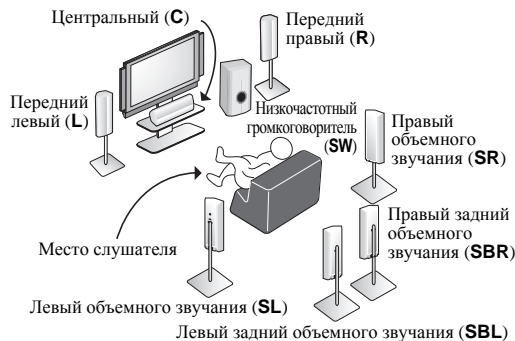 Центральный (C)
Передний
правый (R)
Передний
левый (L)
Низкочастотный
громкоговоритель
(SW)
Правый
объемного
звучания (SR)
Место слушателя
Правый задний
объемного
звучания (SBR)
Левый объемного звучания (SL)
Левый задний объемного звучания (SBL)